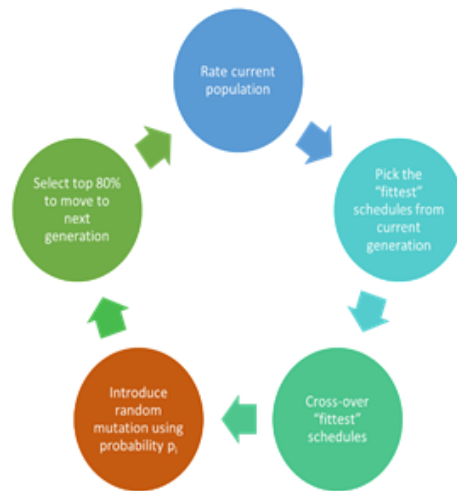 Rate current
population
Pick the
"fittest"
schedules from
current
generation
Cross-over
"fittest"
schedules
Introduce
random
mutation using
probability pᵢ
Select top 80%
to move to
next
generation